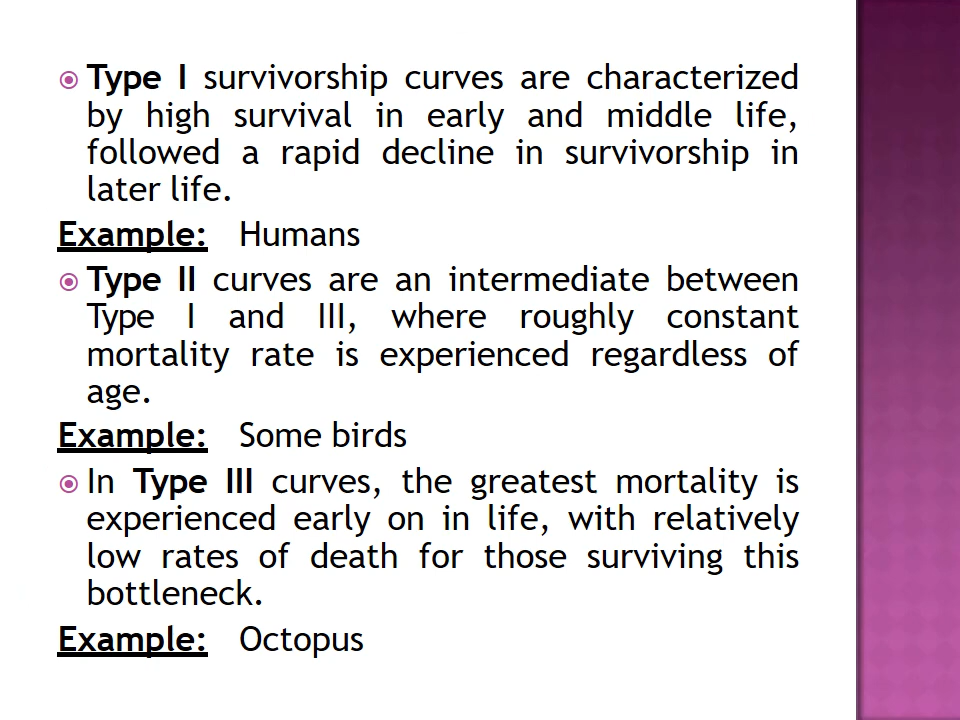 Type I survivorship curves are characterized
by high survival in early and middle life,
followed a rapid decline in survivorship in
later life.
Example: Humans
Type II curves are an intermediate between
Type I and III, where roughly constant
mortality rate is experienced regardless of
age.
Example: Some birds
In Type III curves, the greatest mortality is
experienced early on in life, with relatively
low rates of death for those surviving this
bottleneck.
Example: Octopus